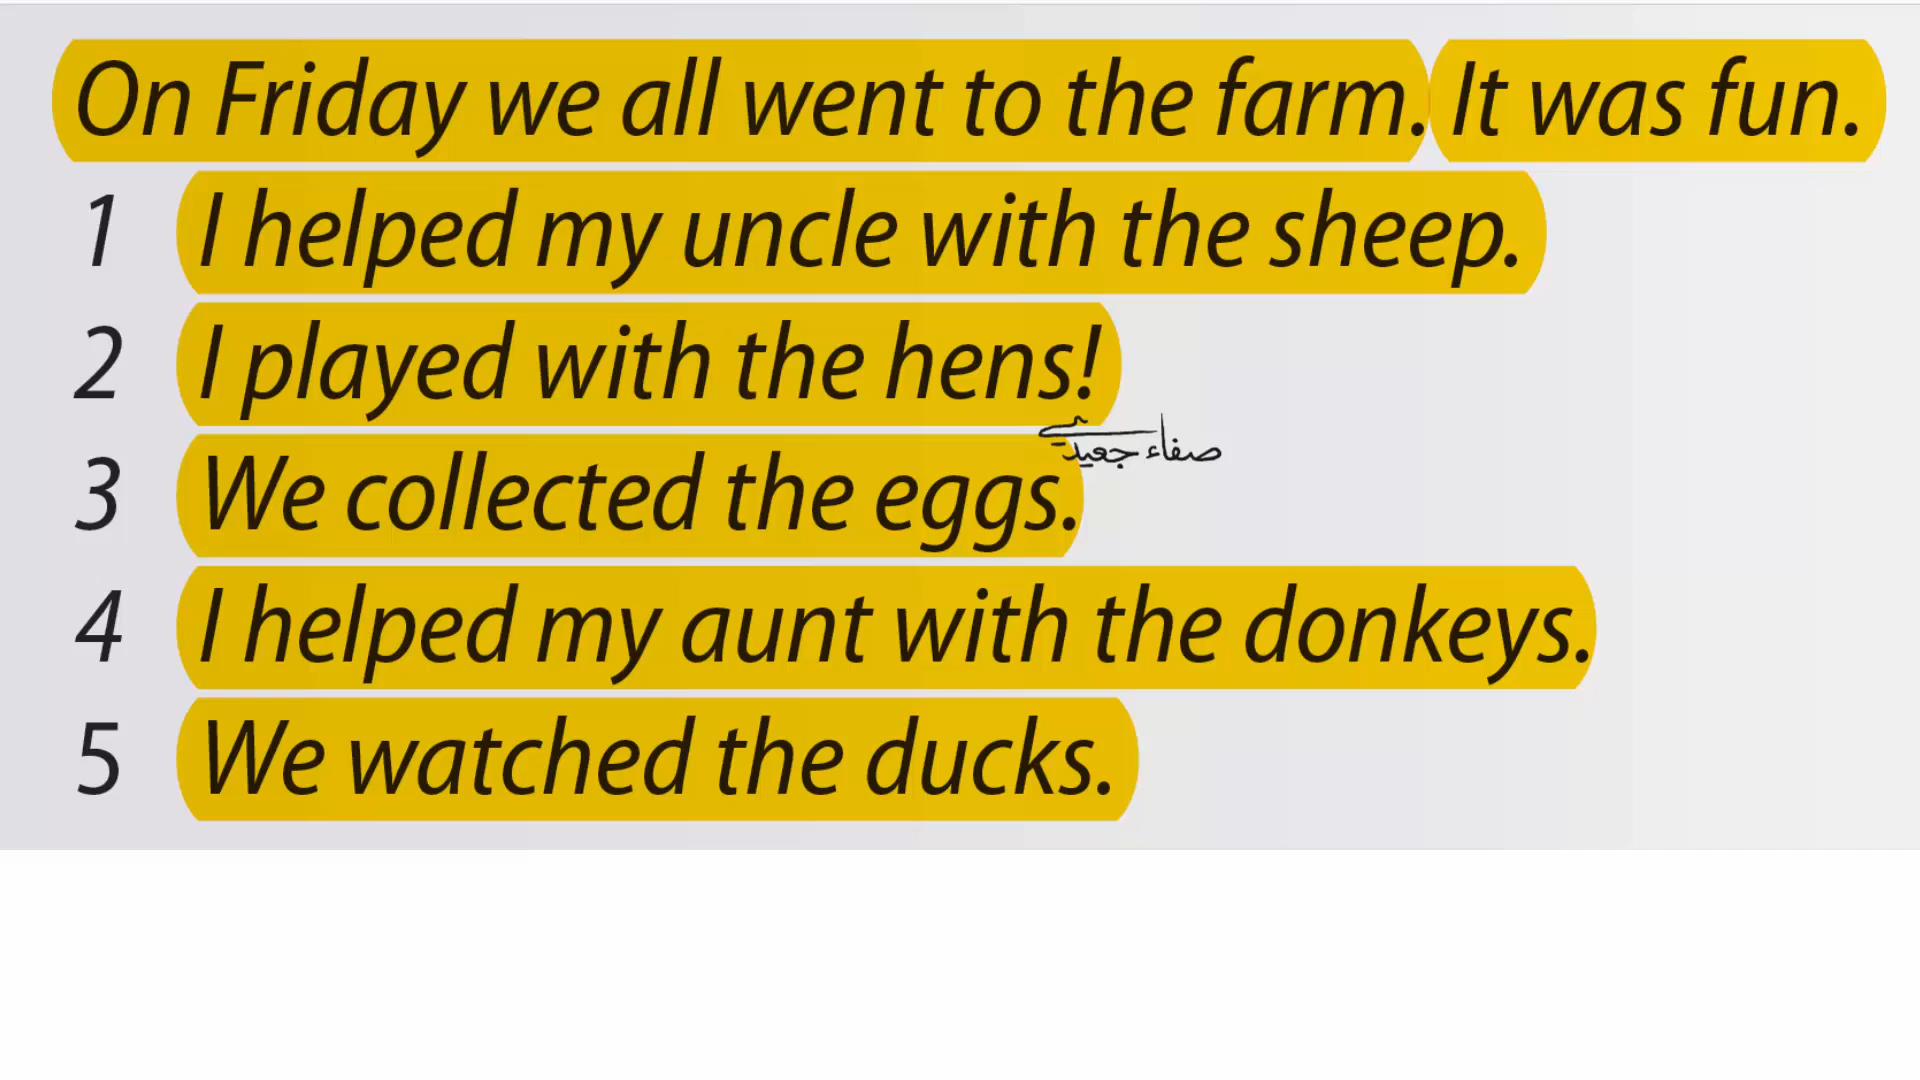 On Friday we all went to the farm. It was fun.
1 I helped my uncle with the sheep.
2 I played with the hens!
صفاء جعيدي
3 We collected the eggs.
4 I helped my aunt with the donkeys.
5 We watched the ducks.